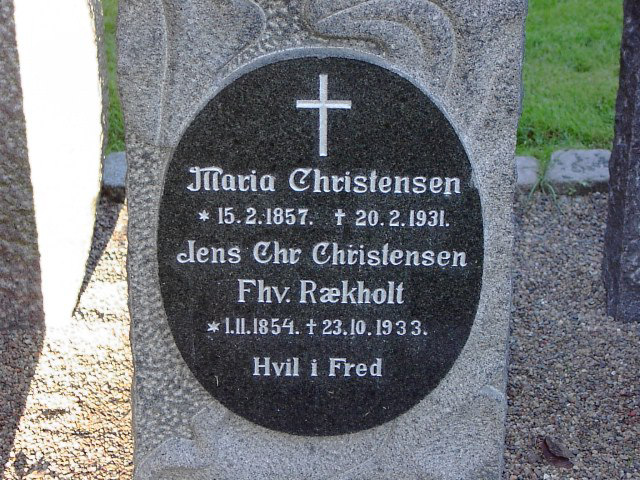 Maria Christensen
* 15.2.1857. † 20.2.1931.
Jens Chr Christensen
Fhv. Rækholt
* 1.11.1854. † 23.10.1933.
Hvil i Fred